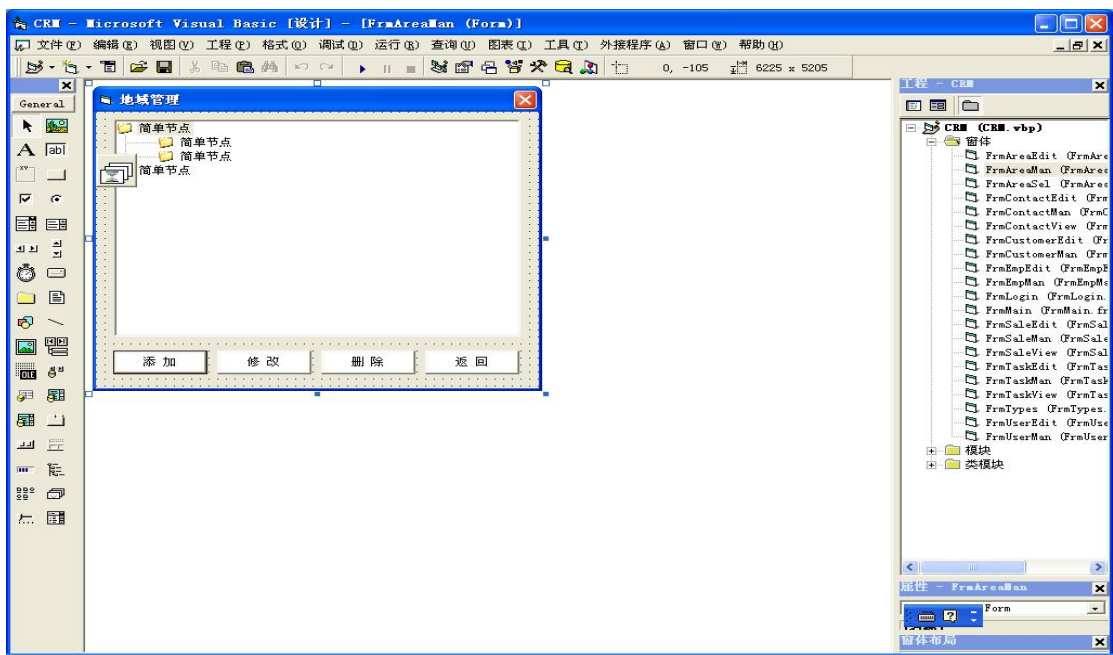 CRM - Microsoft Visual Basic [设计] - [FrmAreaMan (Form)]
文件(F) 编辑(E) 视图(V) 工程(P) 格式(O) 调试(D) 运行(R) 查询(U) 图表(I) 工具(T) 外接程序(A) 窗口(W) 帮助(H)
0, -105 6225 x 5205
General
A ab|
XY
OLE
地域管理
简单节点
简单节点
简单节点
简单节点
添 加 修 改 删 除 返 回
工程 - CRM
CRM (CRM.vbp)
窗体
FrmAreaEdit (FrmAre
FrmAreaMan (FrmArea
FrmAreaSel (FrmArea
FrmContactEdit (Frm
FrmContactMan (FrmC
FrmContactView (Frm
FrmCustomerEdit (Fr
FrmCustomerMan (Frm
FrmEmpEdit (FrmEmpE
FrmEmpMan (FrmEmpMa
FrmLogin (FrmLogin.
FrmMain (FrmMain.fr
FrmSaleEdit (FrmSal
FrmSaleMan (FrmSale
FrmSaleView (FrmSal
FrmTaskEdit (FrmTas
FrmTaskMan (FrmTask
FrmTaskView (FrmTas
FrmTypes (FrmTypes.
FrmUserEdit (FrmUse
FrmUserMan (FrmUser
模块
类模块
属性 - FrmAreaMan
Form
窗体布局